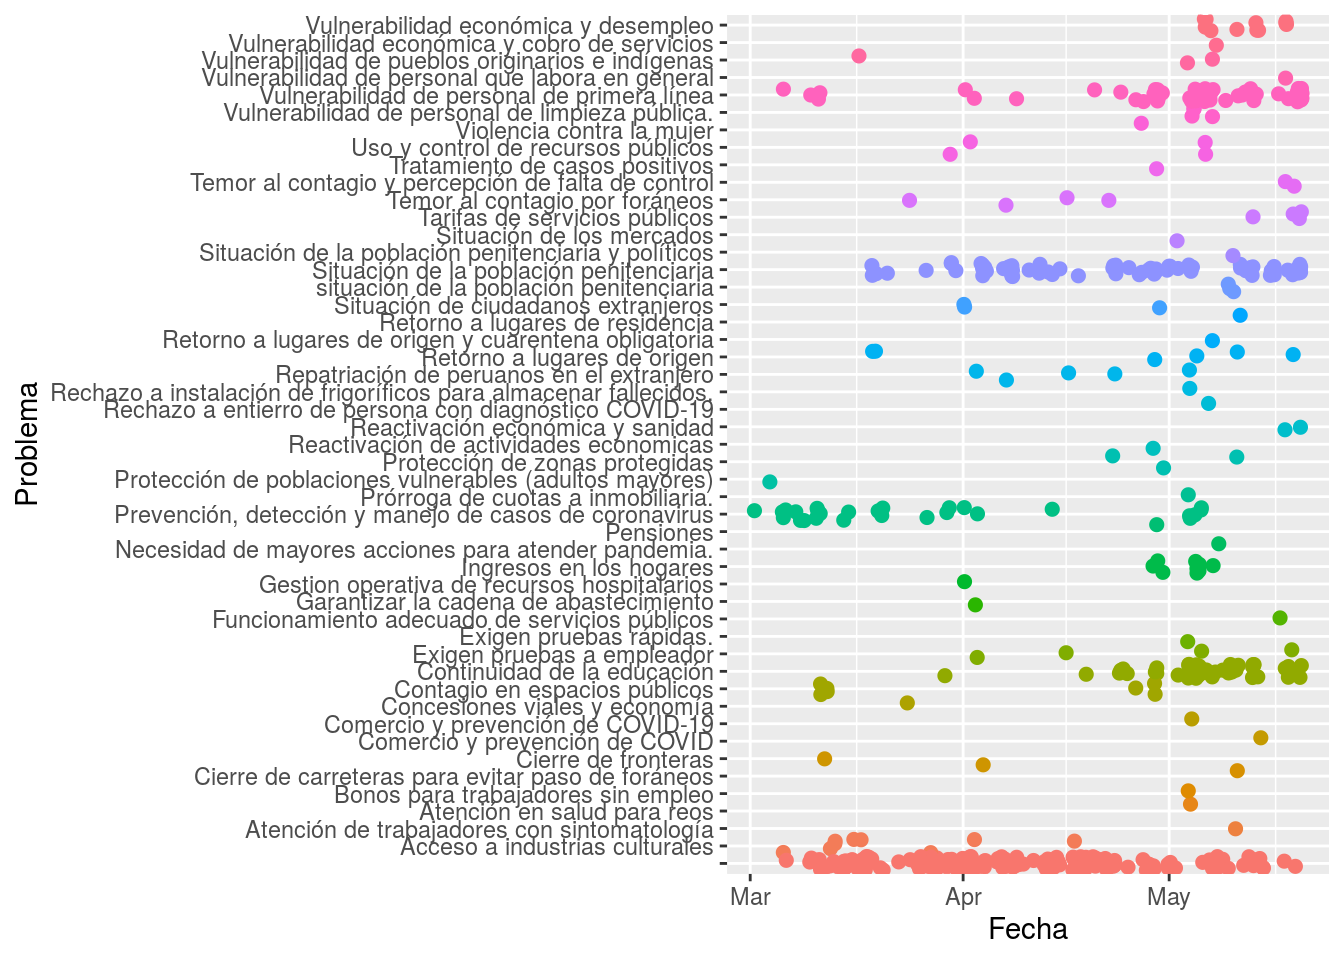 Vulnerabilidad económica y desempleo
Vulnerabilidad económica y cobro de servicios
Vulnerabilidad de pueblos originarios e indígenas
Vulnerabilidad de personal que labora en general
Vulnerabilidad de personal de primera línea
Vulnerabilidad de personal de limpieza pública.
Violencia contra la mujer
Uso y control de recursos públicos
Tratamiento de casos positivos
Temor al contagio y percepción de falta de control
Temor al contagio por foráneos
Tarifas de servicios públicos
Situación de los mercados
Situación de la población penitenciaria y políticos
Situación de la población penitenciaria
situación de la población penitenciaria
Situación de ciudadanos extranjeros
Retorno a lugares de residencia
Retorno a lugares de origen y cuarentena obligatoria
Retorno a lugares de origen
Repatriación de peruanos en el extranjero
Rechazo a instalación de frigoríficos para almacenar fallecidos.
Rechazo a entierro de persona con diagnóstico COVID-19
Reactivación económica y sanidad
Reactivación de actividades economicas
Protección de zonas protegidas
Protección de poblaciones vulnerables (adultos mayores)
Prórroga de cuotas a inmobiliaria.
Prevención, detección y manejo de casos de coronavirus
Pensiones
Necesidad de mayores acciones para atender pandemia.
Ingresos en los hogares
Gestion operativa de recursos hospitalarios
Garantizar la cadena de abastecimiento
Funcionamiento adecuado de servicios públicos
Exigen pruebas rápidas.
Exigen pruebas a empleador
Continuidad de la educación
Contagio en espacios públicos
Concesiones viales y economía
Comercio y prevención de COVID-19
Comercio y prevención de COVID
Cierre de fronteras
Cierre de carreteras para evitar paso de foráneos
Bonos para trabajadores sin empleo
Atención en salud para reos
Atención de trabajadores con sintomatología
Acceso a industrias culturales
Problema
Mar
Apr
May
Fecha